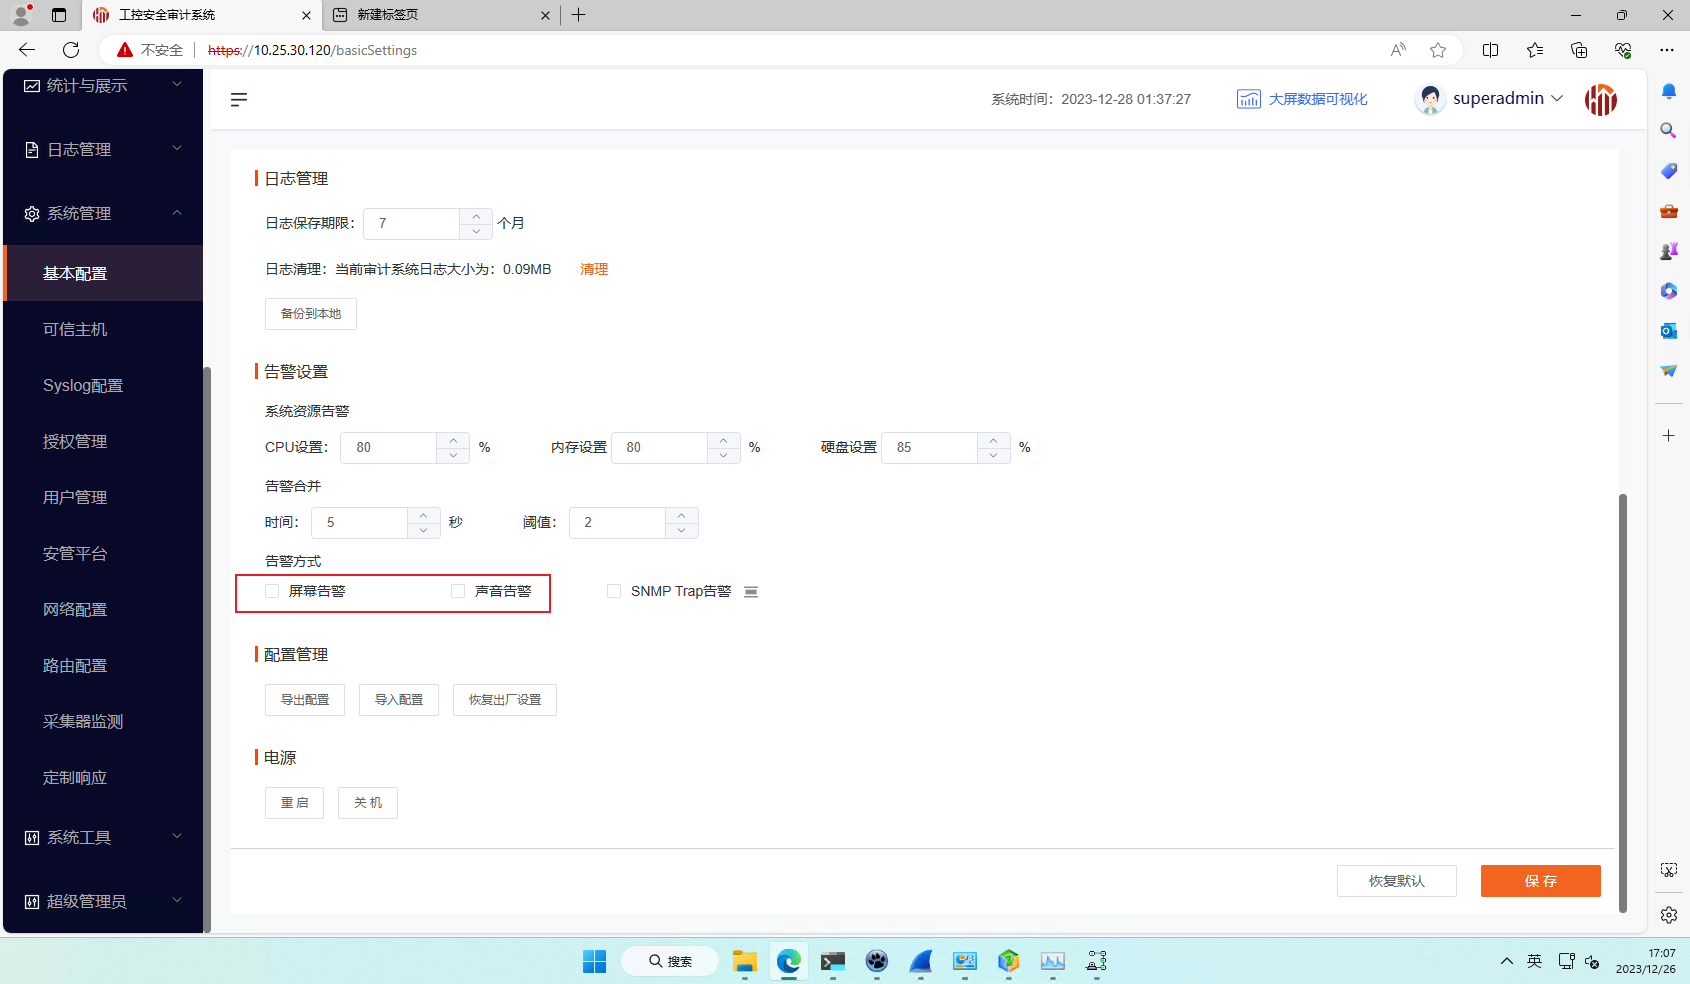 工控安全审计系统
新建标签页
不安全
https://10.25.30.120/basicSettings
统计与展示
日志管理
系统管理
基本配置
可信主机
Syslog配置
授权管理
用户管理
安管平台
网络配置
路由配置
采集器监测
定制响应
系统工具
超级管理员
系统时间：2023-12-28 01:37:27
大屏数据可视化
superadmin
日志管理
日志保存期限： 7 个月
日志清理：当前审计系统日志大小为：0.09MB 清理
备份到本地
告警设置
系统资源告警
CPU设置： 80 % 内存设置 80 % 硬盘设置 85 %
告警合并
时间： 5 秒 阈值： 2
告警方式
屏幕告警 声音告警 SNMP Trap告警
配置管理
导出配置 导入配置 恢复出厂设置
电源
重启 关机
恢复默认 保存
搜索
英
17:07
2023/12/26